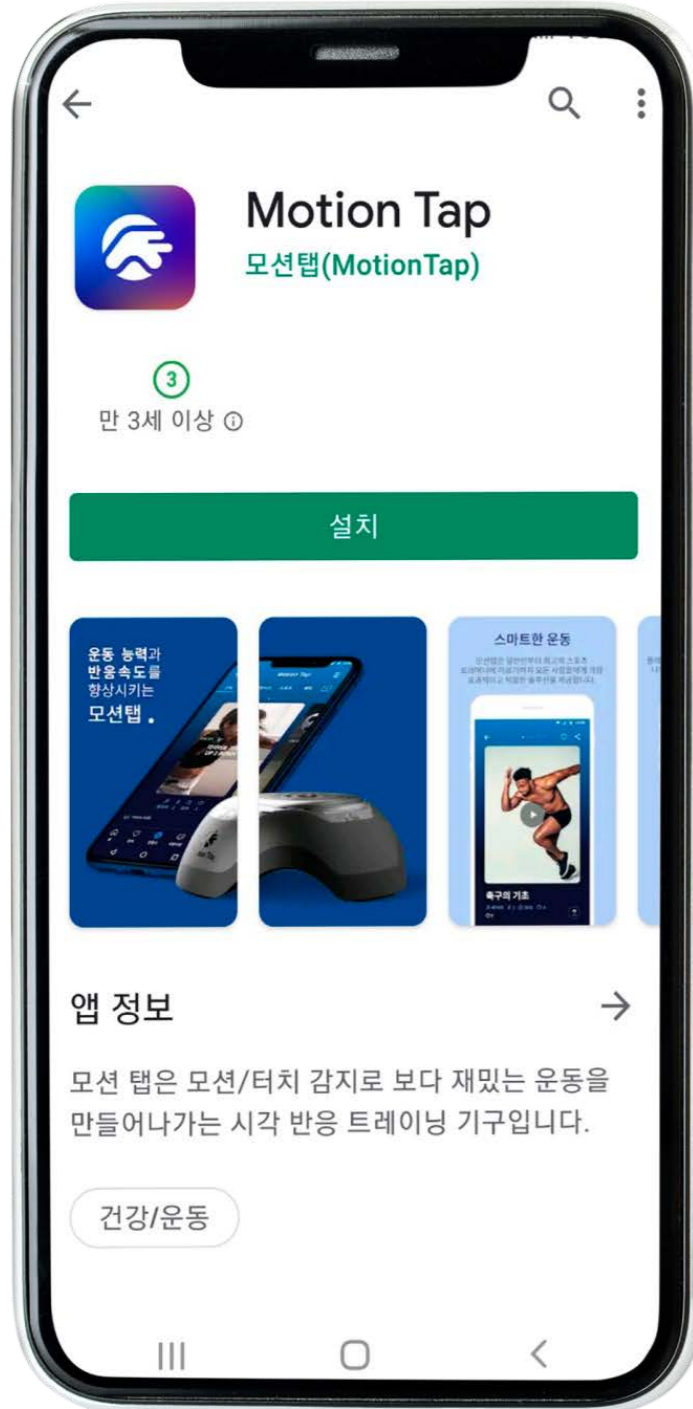 Motion Tap
모션탭(MotionTap)
3
만 3세 이상
설치
운동 능력과
반응속도를
향상시키는
모션탭.
스마트한 운동
축구의 기초
앱 정보
모션 탭은 모션/터치 감지로 보다 재밌는 운동을
만들어나가는 시각 반응 트레이닝 기구입니다.
건강/운동